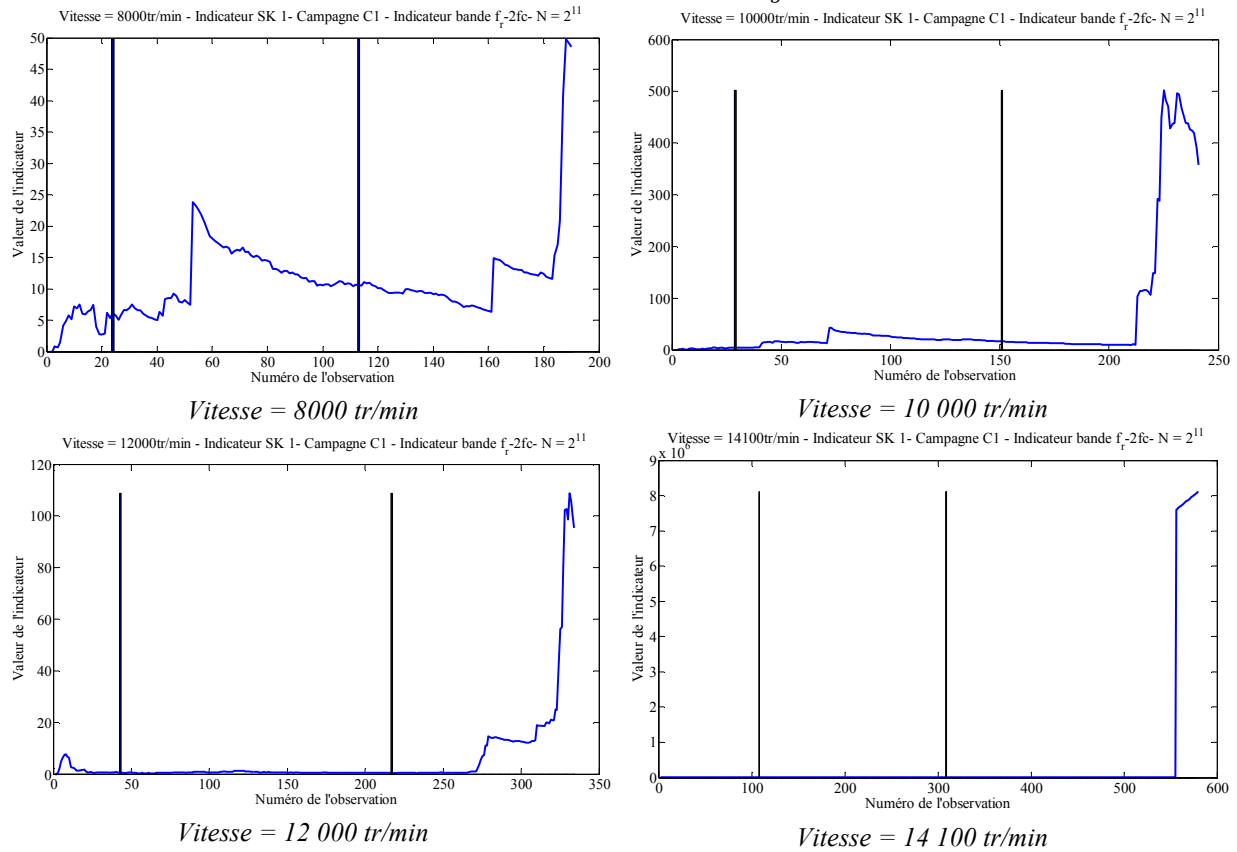 Vitesse = 8000tr/min - Indicateur SK 1- Campagne C1 - Indicateur bande f_r-2fc- N = 2^11
50
45
40
35
30
25
20
15
10
5
0
Valeur de l'indicateur
0 20 40 60 80 100 120 140 160 180 200
Numéro de l'observation
Vitesse = 8000 tr/min
Vitesse = 10000tr/min - Indicateur SK 1- Campagne C1 - Indicateur bande f_r-2fc- N = 2^11
600
500
400
300
200
100
0
Valeur de l'indicateur
0 50 100 150 200 250
Numéro de l'observation
Vitesse = 10 000 tr/min
Vitesse = 12000tr/min - Indicateur SK 1- Campagne C1 - Indicateur bande f_r-2fc- N = 2^11
120
100
80
60
40
20
0
Valeur de l'indicateur
0 50 100 150 200 250 300 350
Numéro de l'observation
Vitesse = 12 000 tr/min
Vitesse = 14100tr/min - Indicateur SK 1- Campagne C1 - Indicateur bande f_r-2fc- N = 2^11
x 10^6
9
8
7
6
5
4
3
2
1
0
Valeur de l'indicateur
0 100 200 300 400 500 600
Numéro de l'observation
Vitesse = 14 100 tr/min